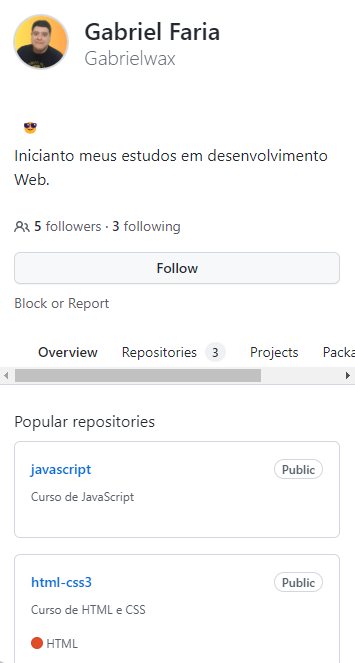 Gabriel Faria
Gabrielwax
😎
Inicianto meus estudos em desenvolvimento
Web.
5 followers · 3 following
Follow
Block or Report
Overview Repositories 3 Projects Packa
Popular repositories
javascript Public
Curso de JavaScript
html-css3 Public
Curso de HTML e CSS
HTML